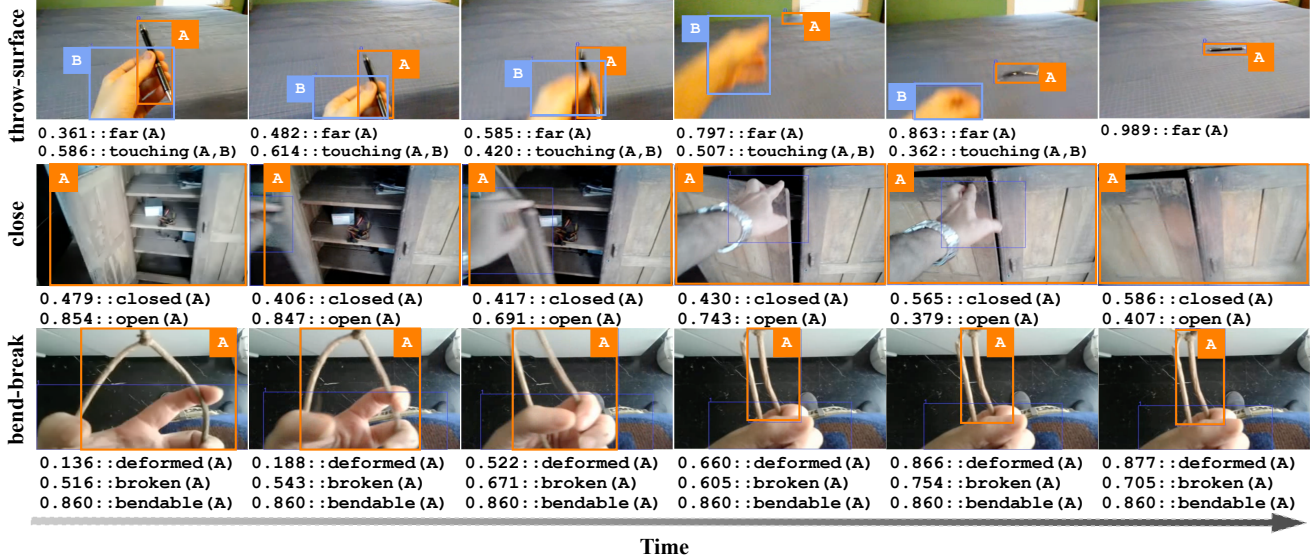 throw-surface
B A
B A
B A
B A
B A
A
0.361::far(A)
0.586::touching(A,B)
0.482::far(A)
0.614::touching(A,B)
0.585::far(A)
0.420::touching(A,B)
0.797::far(A)
0.507::touching(A,B)
0.863::far(A)
0.362::touching(A,B)
0.989::far(A)
close
A
A
A
A
A
A
0.479::closed(A)
0.854::open(A)
0.406::closed(A)
0.847::open(A)
0.417::closed(A)
0.691::open(A)
0.430::closed(A)
0.743::open(A)
0.565::closed(A)
0.379::open(A)
0.586::closed(A)
0.407::open(A)
bend-break
A
A
A
A
A
A
0.136::deformed(A)
0.516::broken(A)
0.860::bendable(A)
0.188::deformed(A)
0.543::broken(A)
0.860::bendable(A)
0.522::deformed(A)
0.671::broken(A)
0.860::bendable(A)
0.660::deformed(A)
0.605::broken(A)
0.860::bendable(A)
0.866::deformed(A)
0.754::broken(A)
0.860::bendable(A)
0.877::deformed(A)
0.705::broken(A)
0.860::bendable(A)
Time